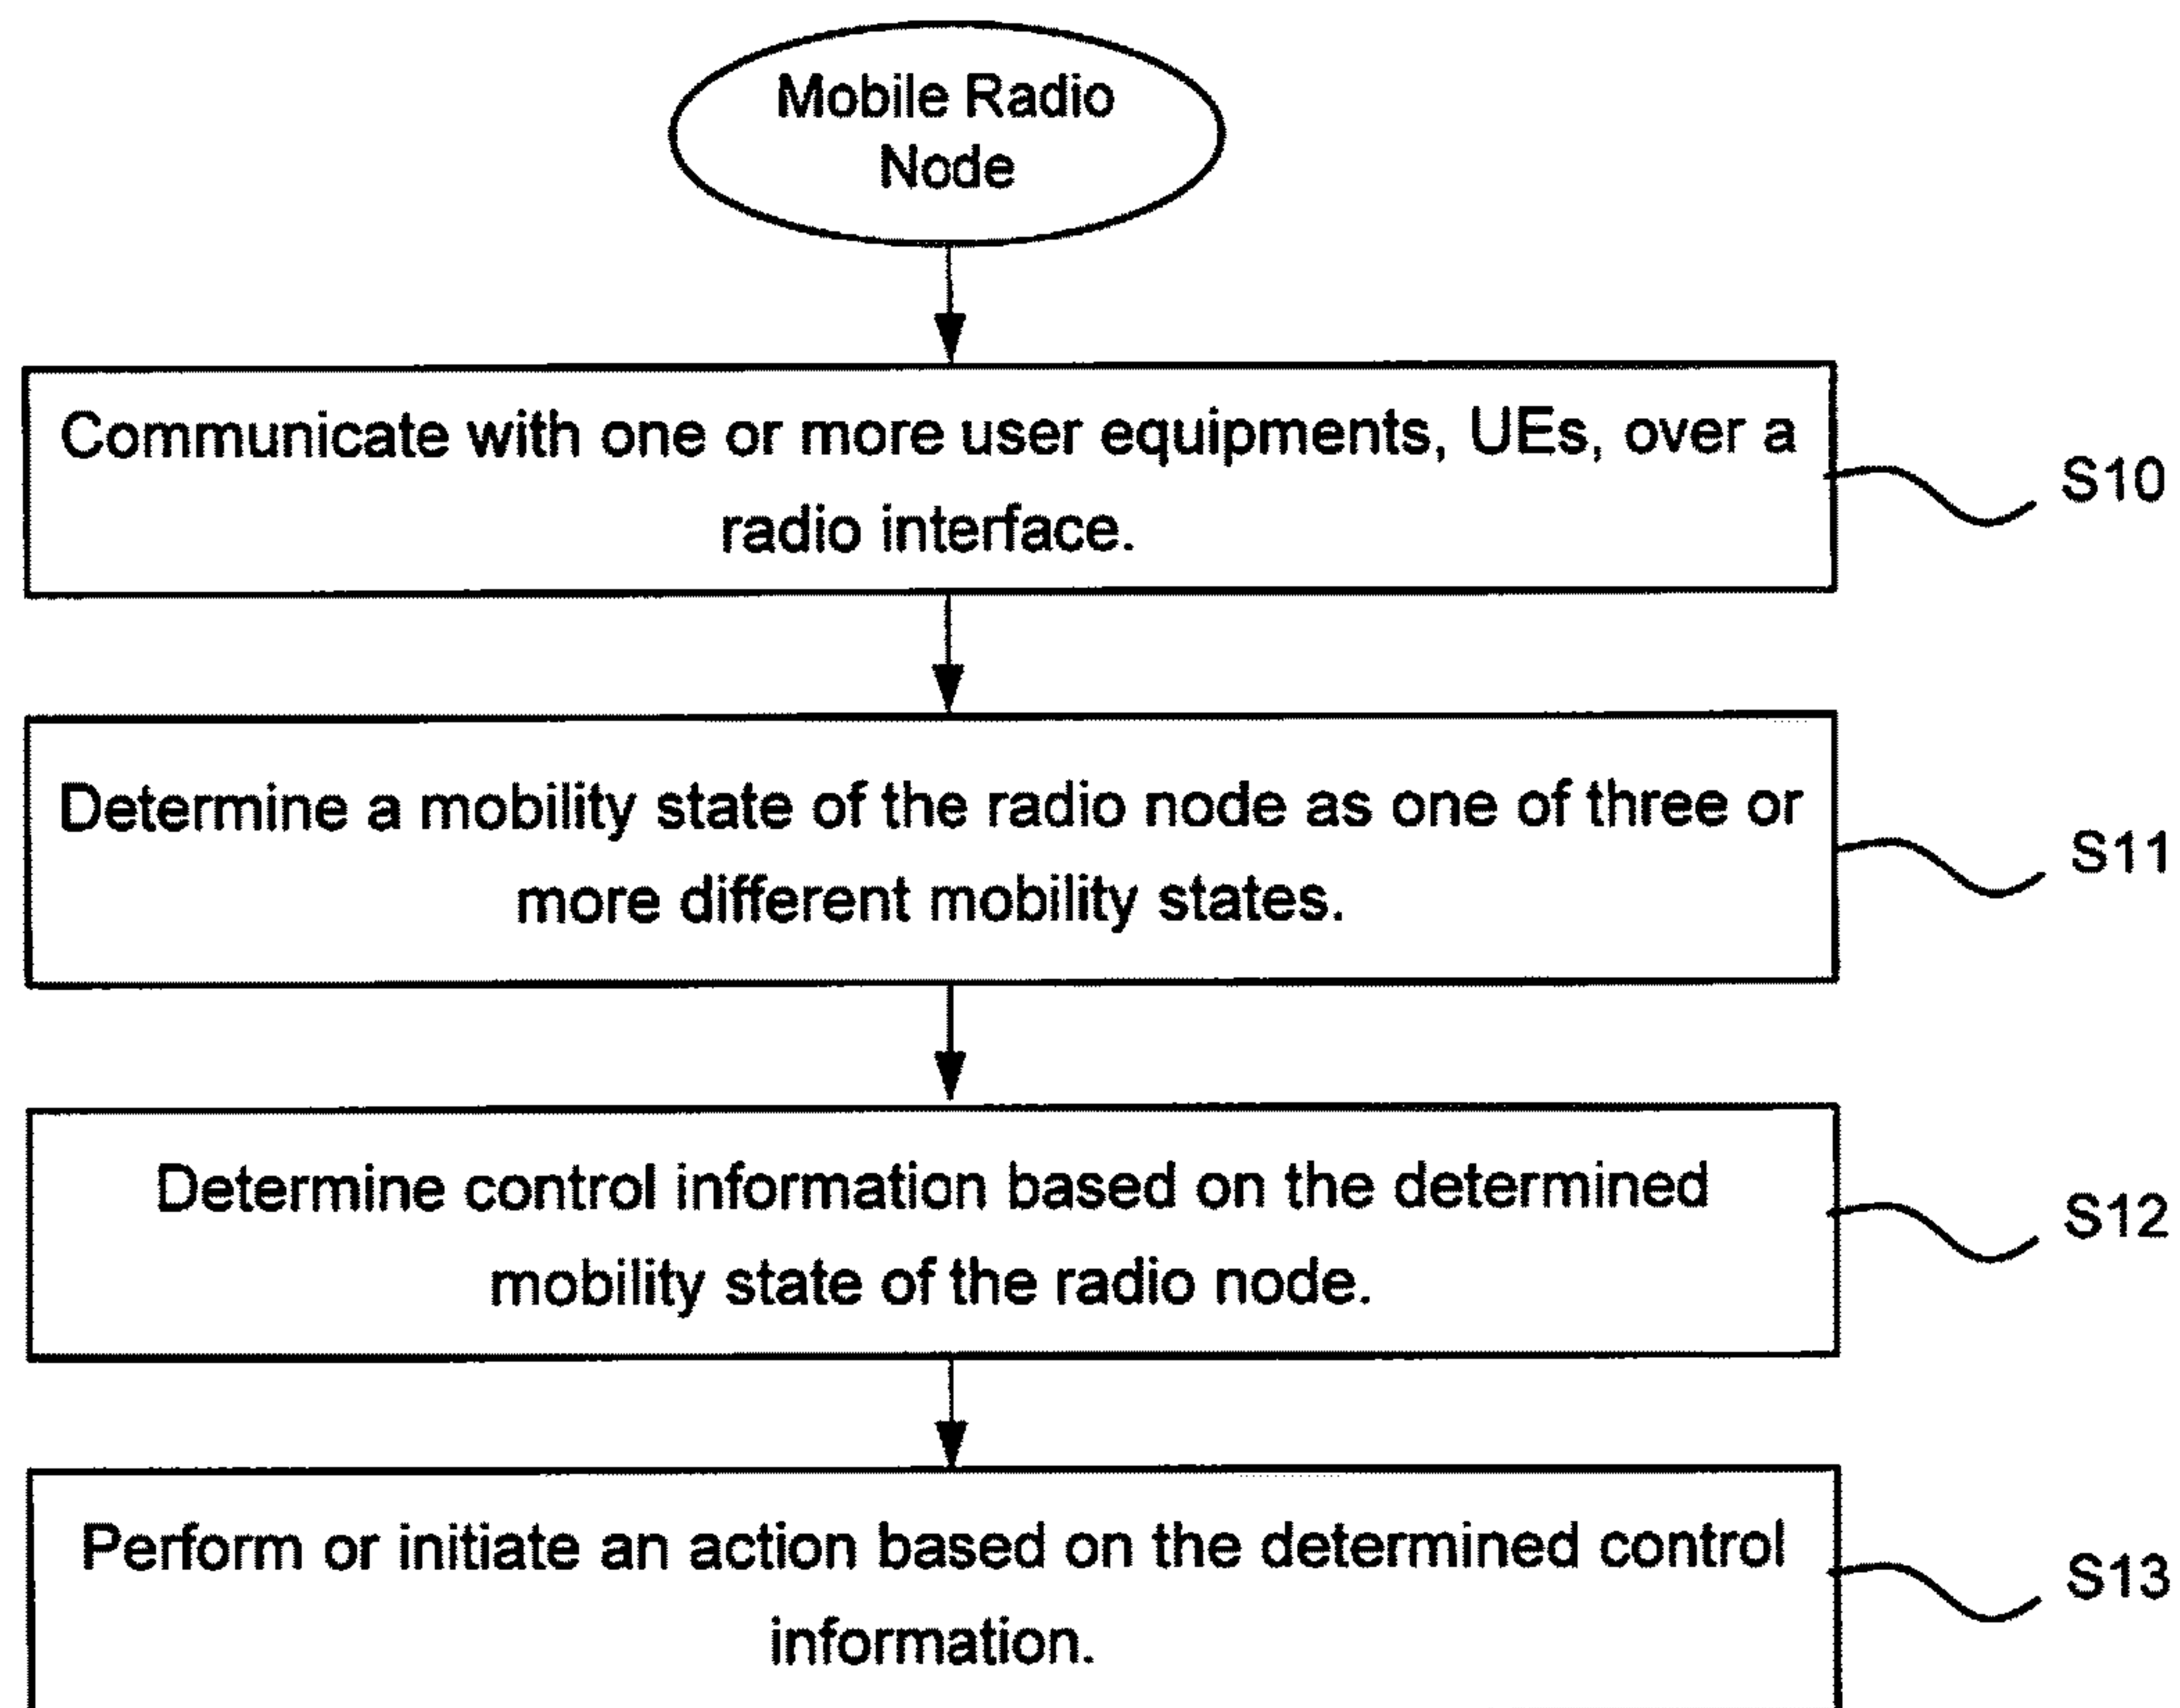 Mobile Radio
Node
Communicate with one or more user equipments, UEs, over a
radio interface.
S10
Determine a mobility state of the radio node as one of three or
more different mobility states.
S11
Determine control information based on the determined
mobility state of the radio node.
S12
Perform or initiate an action based on the determined control
information.
S13